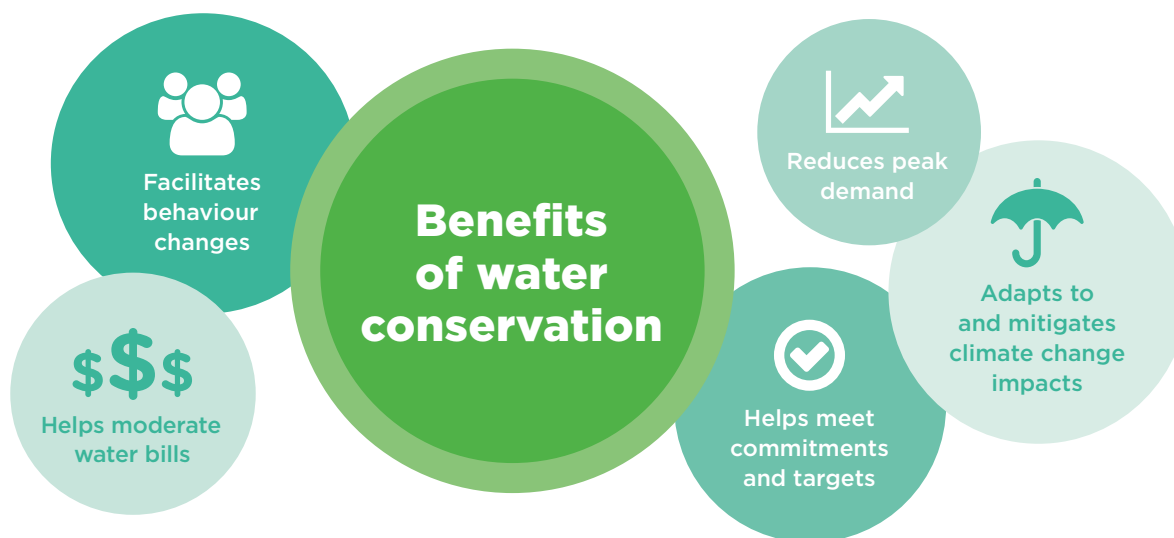 Facilitates
behaviour
changes
$$$
Helps moderate
water bills
Benefits
of water
conservation
Reduces peak
demand
Adapts to
and mitigates
climate change
impacts
Helps meet
commitments
and targets